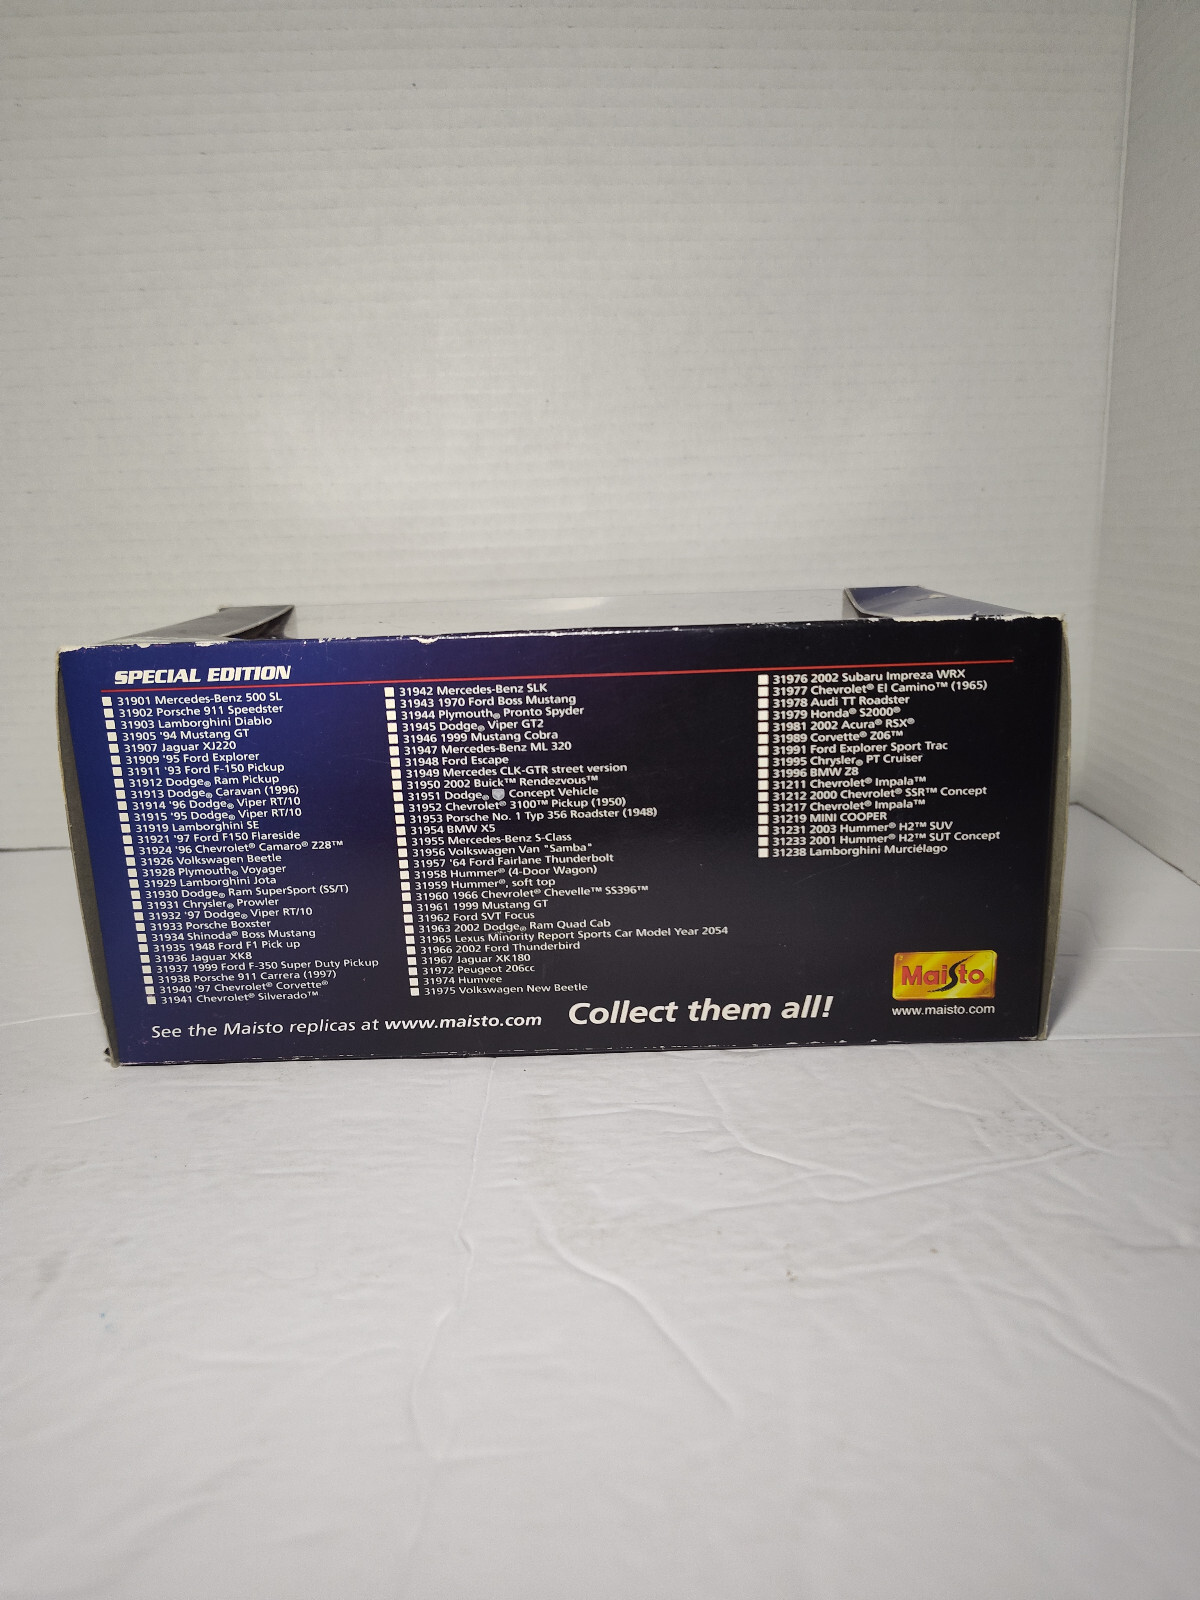 SPECIAL EDITION
31901 Mercedes-Benz 500 SL
31902 Porsche 911 Speedster
31903 Lamborghini Diablo
31905 '94 Mustang GT
31907 Jaguar XJ220
31909 '95 Ford Explorer
31911 '93 Ford F-150 Pickup
31912 Dodge® Ram Pickup
31913 Dodge® Caravan (1996)
31914 '96 Dodge® Viper RT/10
31915 '95 Dodge® Viper RT/10
31919 Lamborghini SE
31921 '97 Ford F150 Flareside
31924 '96 Chevrolet® Camaro® Z28™
31926 Volkswagen Beetle
31928 Plymouth® Voyager
31929 Lamborghini Jota
31930 Dodge® Ram SuperSport (SS/T)
31931 Chrysler® Prowler
31932 '97 Dodge® Viper RT/10
31933 Porsche Boxster
31934 Shinoda® Boss Mustang
31935 1948 Ford F1 Pick up
31936 Jaguar XK8
31937 1999 Ford F-350 Super Duty Pickup
31938 Porsche 911 Carrera (1997)
31940 '97 Chevrolet® Corvette®
31941 Chevrolet® Silverado™
31942 Mercedes-Benz SLK
31943 1970 Ford Boss Mustang
31944 Plymouth® Pronto Spyder
31945 Dodge® Viper GT2
31946 1999 Mustang Cobra
31947 Mercedes-Benz ML 320
31948 Ford Escape
31949 Mercedes CLK-GTR street version
31950 2002 Buick™ Rendezvous™
31951 Dodge® Concept Vehicle
31952 Chevrolet® 3100™ Pickup (1950)
31953 Porsche No. 1 Typ 356 Roadster (1948)
31954 BMW X5
31955 Mercedes-Benz S-Class
31956 Volkswagen Van "Samba"
31957 '64 Ford Fairlane Thunderbolt
31958 Hummer® (4-Door Wagon)
31959 Hummer®, soft top
31960 1966 Chevrolet® Chevelle™ SS396™
31961 1999 Mustang GT
31962 Ford SVT Focus
31963 2002 Dodge® Ram Quad Cab
31965 Lexus Minority Report Sports Car Model Year 2054
31966 2002 Ford Thunderbird
31967 Jaguar XK180
31972 Peugeot 206cc
31974 Humvee
31975 Volkswagen New Beetle
31976 2002 Subaru Impreza WRX
31977 Chevrolet® El Camino™ (1965)
31978 Audi TT Roadster
31979 Honda® S2000®
31981 2002 Acura® RSX®
31989 Corvette® Z06™
31991 Ford Explorer Sport Trac
31995 Chrysler® PT Cruiser
31996 BMW Z8
31211 Chevrolet® Impala™
31212 2000 Chevrolet® SSR™ Concept
31217 Chevrolet® Impala™
31219 MINI COOPER
31231 2003 Hummer® H2™ SUV
31233 2001 Hummer® H2™ SUT Concept
31238 Lamborghini Murciélago
See the Maisto replicas at www.maisto.com
Collect them all!
Maisto®
www.maisto.com